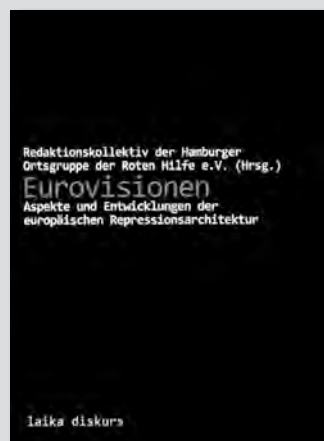 Redaktionskollektiv der Hamburger
Ortsgruppe der Roten Hilfe e.V. (Hrsg.)
Eurovisionen
Aspekte und Entwicklungen der
europäischen Repressionsarchitektur
laika diskurs